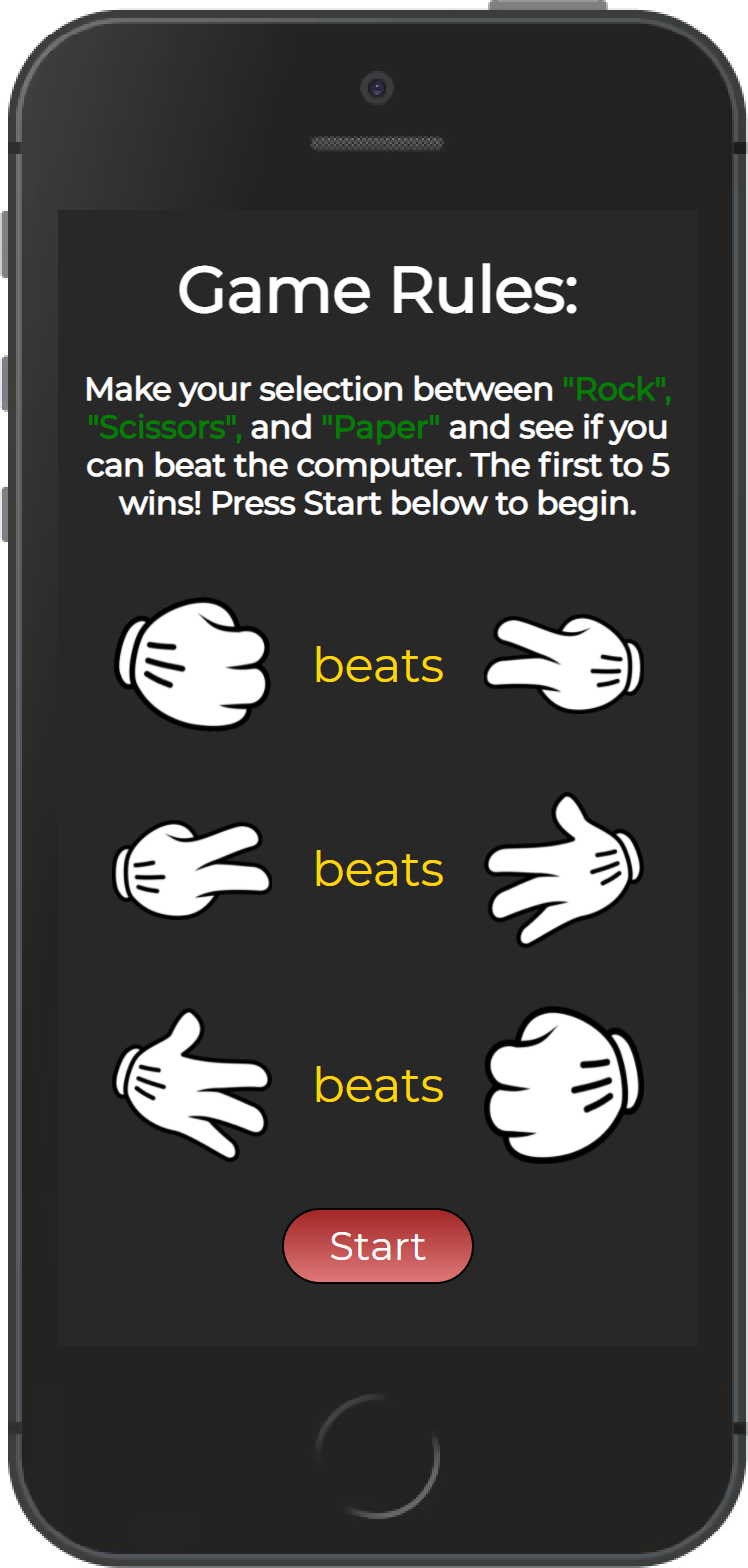 Game Rules:
Make your selection between "Rock",
"Scissors", and "Paper" and see if you
can beat the computer. The first to 5
wins! Press Start below to begin.
beats
beats
beats
Start